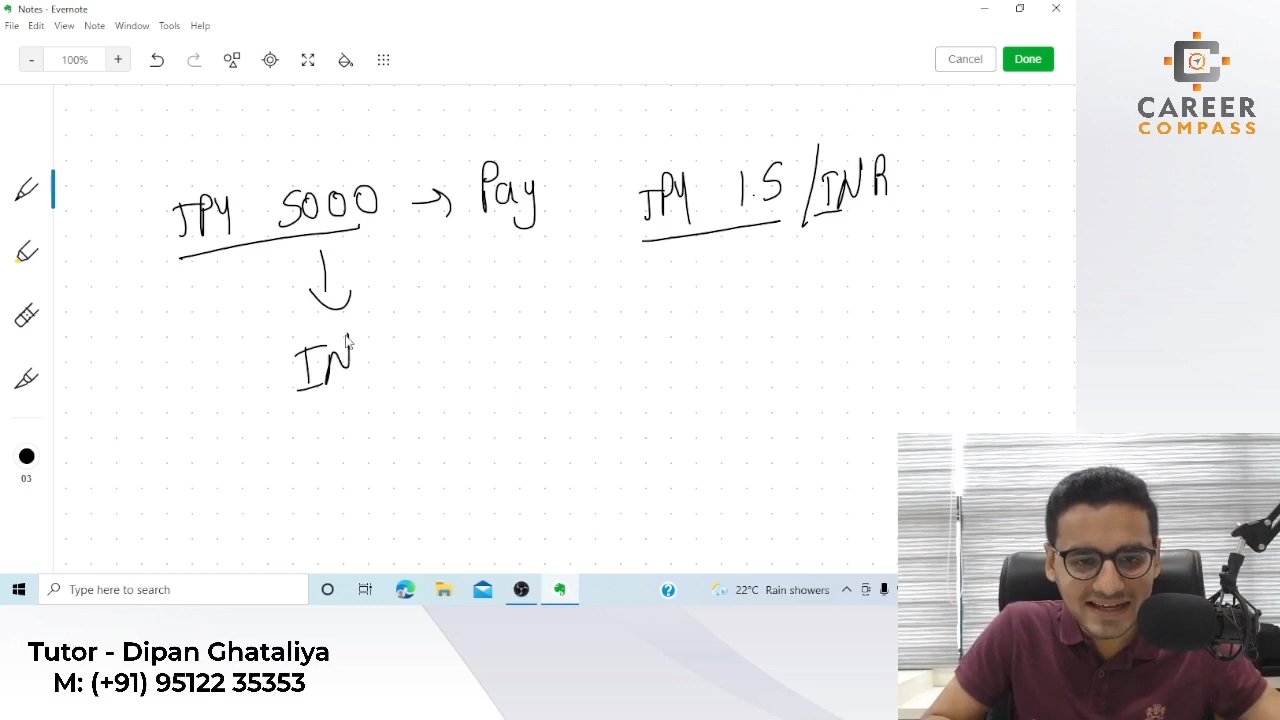 Notes - Evernote
File Edit View Note Window Tools Help
- 100% +
Cancel Done
CAREER
COMPASS
JPY 5000 → Pay JPY 1.5 / INR
IN
03
Type here to search
22°C Rain showers
Tutor - Dipan Ghataliya
M: (+91) 95122 35353